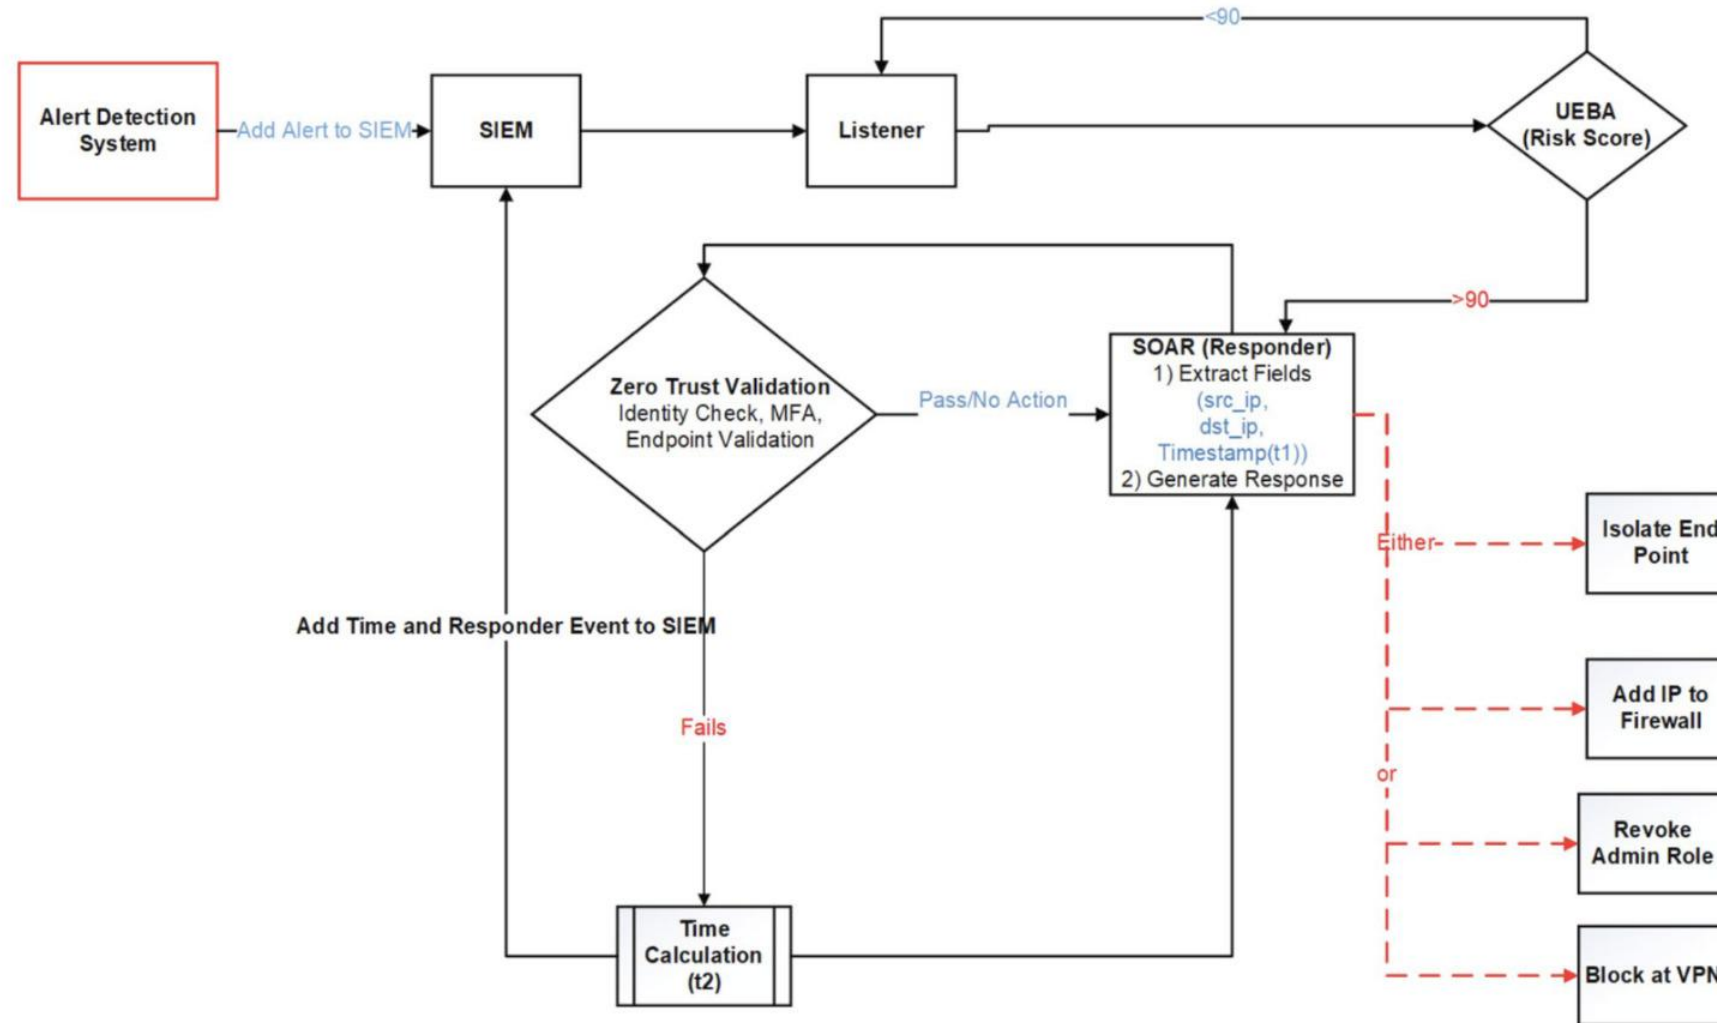 <90
Alert Detection
System
Add Alert to SIEM
SIEM
Listener
UEBA
(Risk Score)
>90
Zero Trust Validation
Identity Check, MFA,
Endpoint Validation
Pass/No Action
SOAR (Responder)
1) Extract Fields
(src_ip,
dst_ip,
Timestamp(t1))
2) Generate Response
Either
Isolate End
Point
Add Time and Responder Event to SIEM
Fails
Add IP to
Firewall
or
Revoke
Admin Role
Time
Calculation
(t2)
Block at VPN